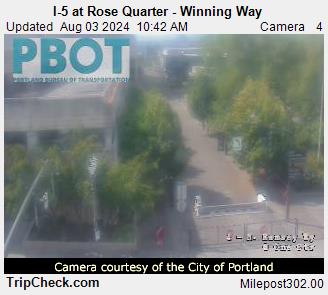 I-5 at Rose Quarter - Winning Way
Updated Aug 03 2024 10:42 AM Camera 4
PBOT
PORTLAND BUREAU OF TRANSPORTATION
Camera courtesy of the City of Portland
TripCheck.com Milepost302.00